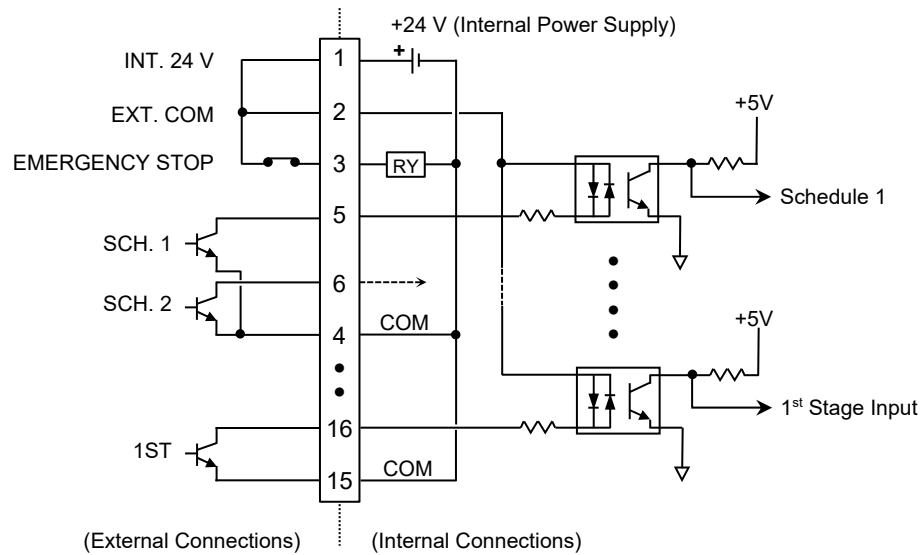 +24 V (Internal Power Supply)
INT. 24 V
1
+
EXT. COM
2
+5V
EMERGENCY STOP
3
RY
Schedule 1
5
SCH. 1
6
SCH. 2
4
COM
+5V
16
1st Stage Input
1ST
15
COM
(External Connections)
(Internal Connections)